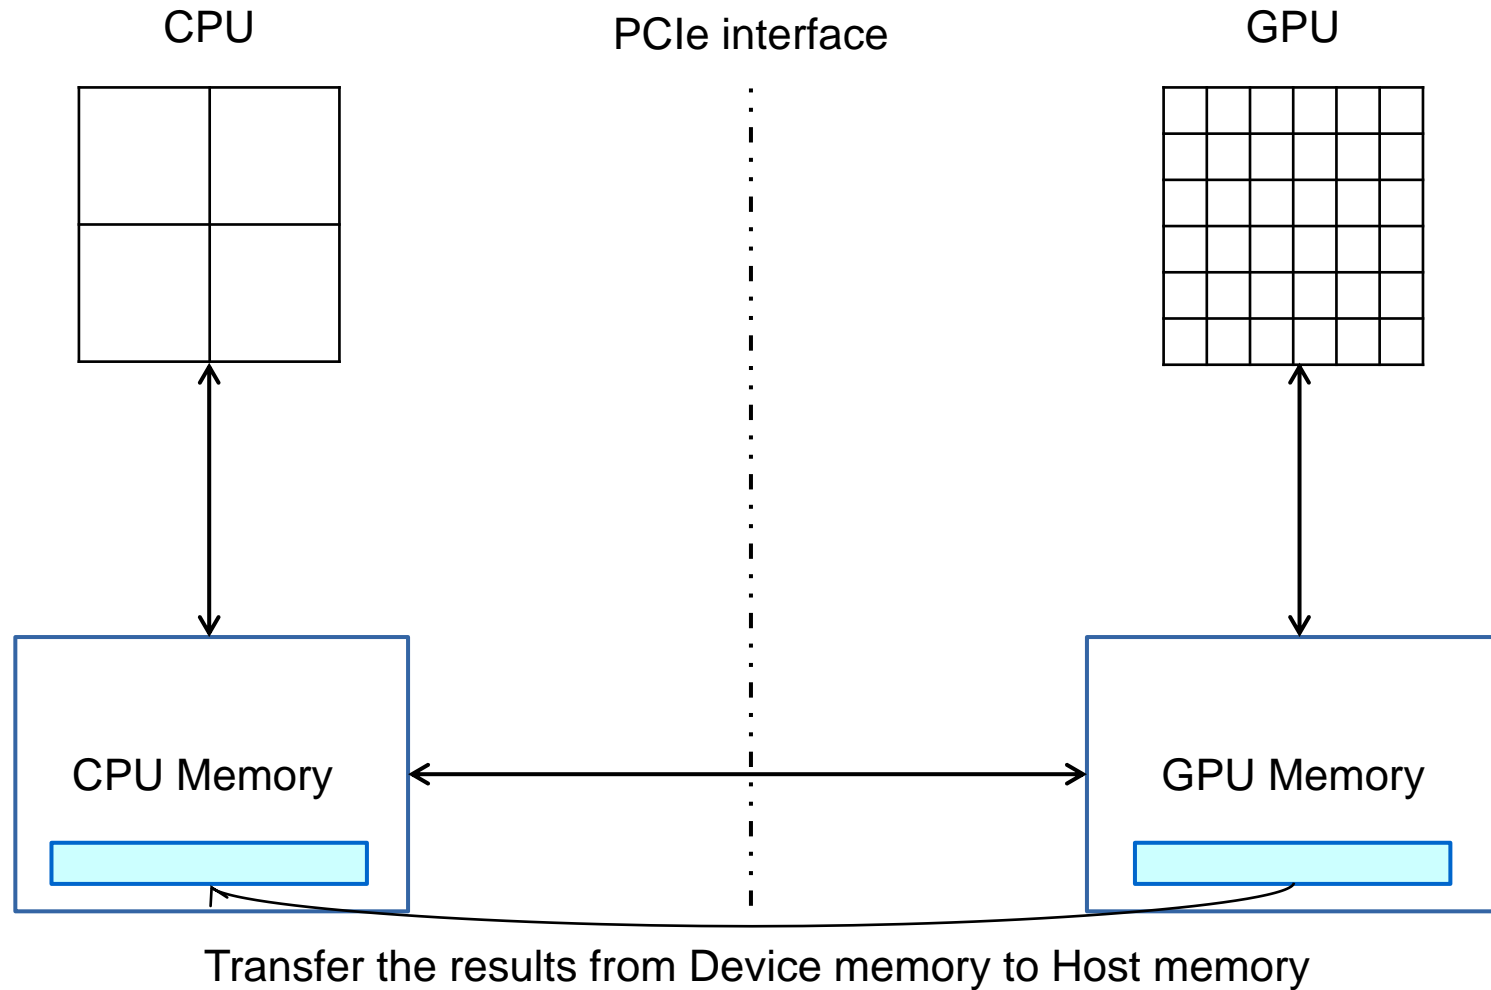 CPU
PCIe interface
GPU
CPU Memory
GPU Memory
Transfer the results from Device memory to Host memory